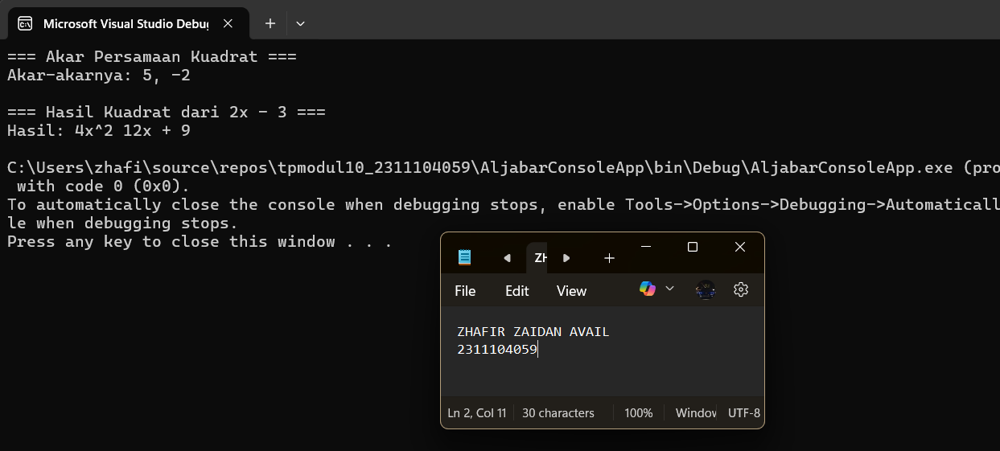 Microsoft Visual Studio Debug
=== Akar Persamaan Kuadrat ===
Akar-akarnya: 5, -2
=== Hasil Kuadrat dari 2x - 3 ===
Hasil: 4x^2 12x + 9
C:\Users\zhafi\source\repos\tpmodul10_2311104059\AljabarConsoleApp\bin\Debug\AljabarConsoleApp.exe (pro
with code 0 (0x0).
To automatically close the console when debugging stops, enable Tools->Options->Debugging->Automaticall
le when debugging stops.
Press any key to close this window . . .
ZH
File Edit View
ZHAFIR ZAIDAN AVAIL
2311104059
Ln 2, Col 11 30 characters 100% Window UTF-8